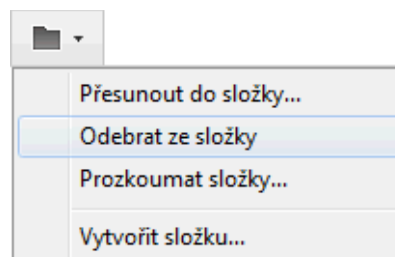 Přesunout do složky...
Odebrat ze složky
Prozkoumat složky...
Vytvořit složku...